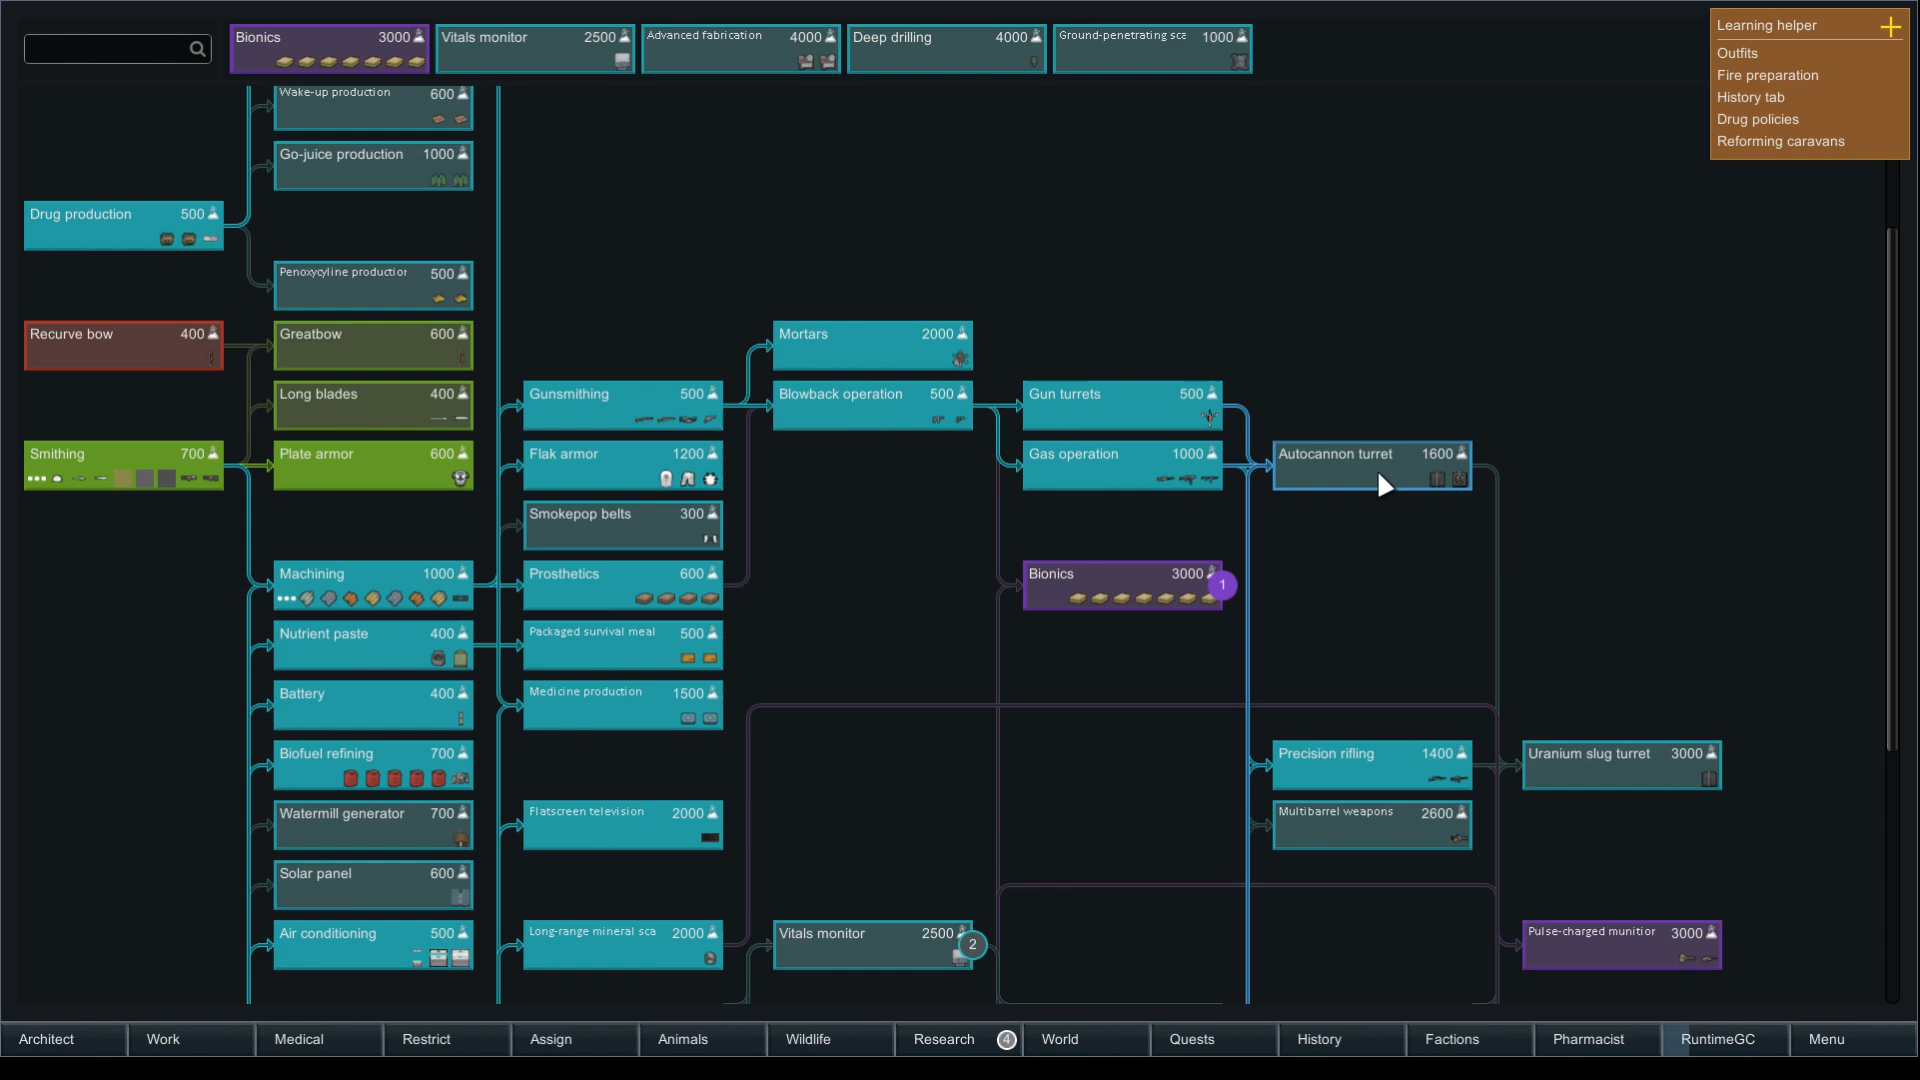 Bionics 3000
Vitals monitor 2500
Advanced fabrication 4000
Deep drilling 4000
Ground-penetrating sca 1000
Learning helper
Outfits
Fire preparation
History tab
Drug policies
Reforming caravans
Wake-up production 600
Go-juice production 1000
Drug production 500
Penoxycyline production 500
Recurve bow 400
Greatbow 600
Mortars 2000
Long blades 400
Gunsmithing 500
Blowback operation 500
Gun turrets 500
Smithing 700
Plate armor 600
Flak armor 1200
Gas operation 1000
Autocannon turret 1600
Smokepop belts 300
Machining 1000
Prosthetics 600
Bionics 3000
1
Nutrient paste 400
Packaged survival meal 500
Battery 400
Medicine production 1500
Biofuel refining 700
Precision rifling 1400
Uranium slug turret 3000
Watermill generator 700
Flatscreen television 2000
Multibarrel weapons 2600
Solar panel 600
Air conditioning 500
Long-range mineral sca 2000
Vitals monitor 2500
2
Pulse-charged munitior 3000
Architect
Work
Medical
Restrict
Assign
Animals
Wildlife
Research 4
World
Quests
History
Factions
Pharmacist
RuntimeGC
Menu